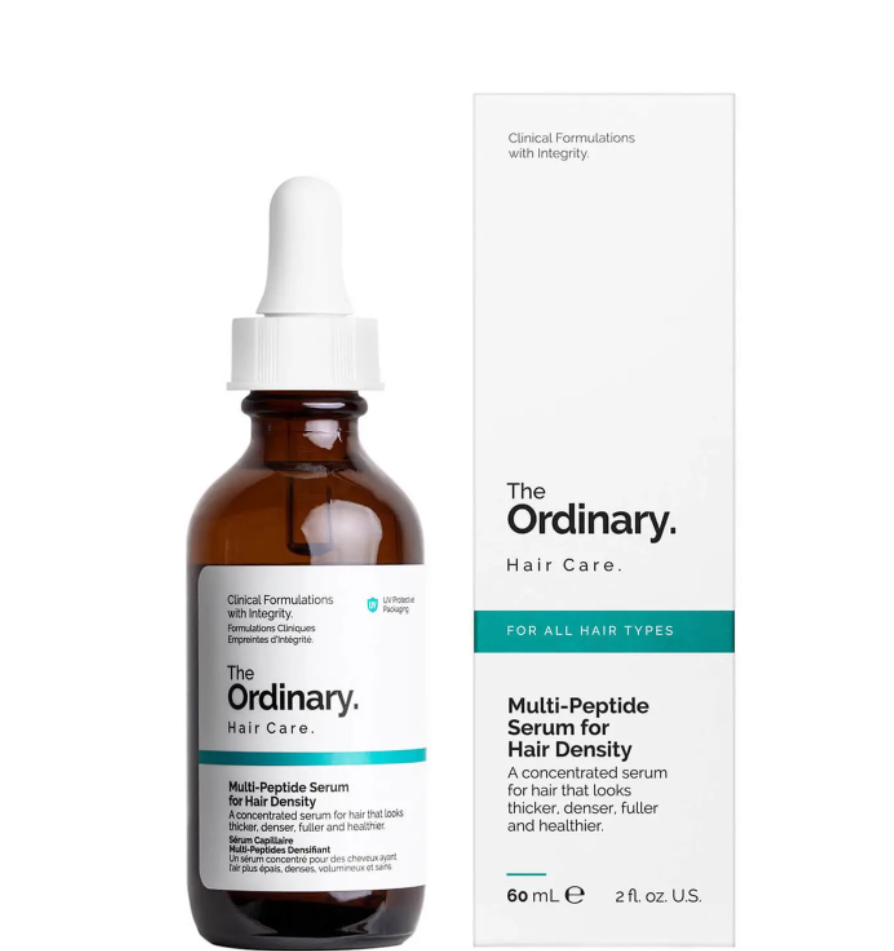 Clinical Formulations
with Integrity.
Formulations Cliniques
Empreintes d'Intégrité.
UV
UV Protective
Packaging
The
Ordinary.
Hair Care.
Multi-Peptide Serum
for Hair Density
A concentrated serum for hair that looks
thicker, denser, fuller and healthier.
Sérum Capillaire
Multi-Peptides Densifiant
Un sérum concentré pour des cheveux ayant
l'air plus épais, denses, volumineux et sains.
Clinical Formulations
with Integrity.
The
Ordinary.
Hair Care.
FOR ALL HAIR TYPES
Multi-Peptide
Serum for
Hair Density
A concentrated serum
for hair that looks
thicker, denser, fuller
and healthier.
60 mL ℮ 2 fl. oz. U.S.